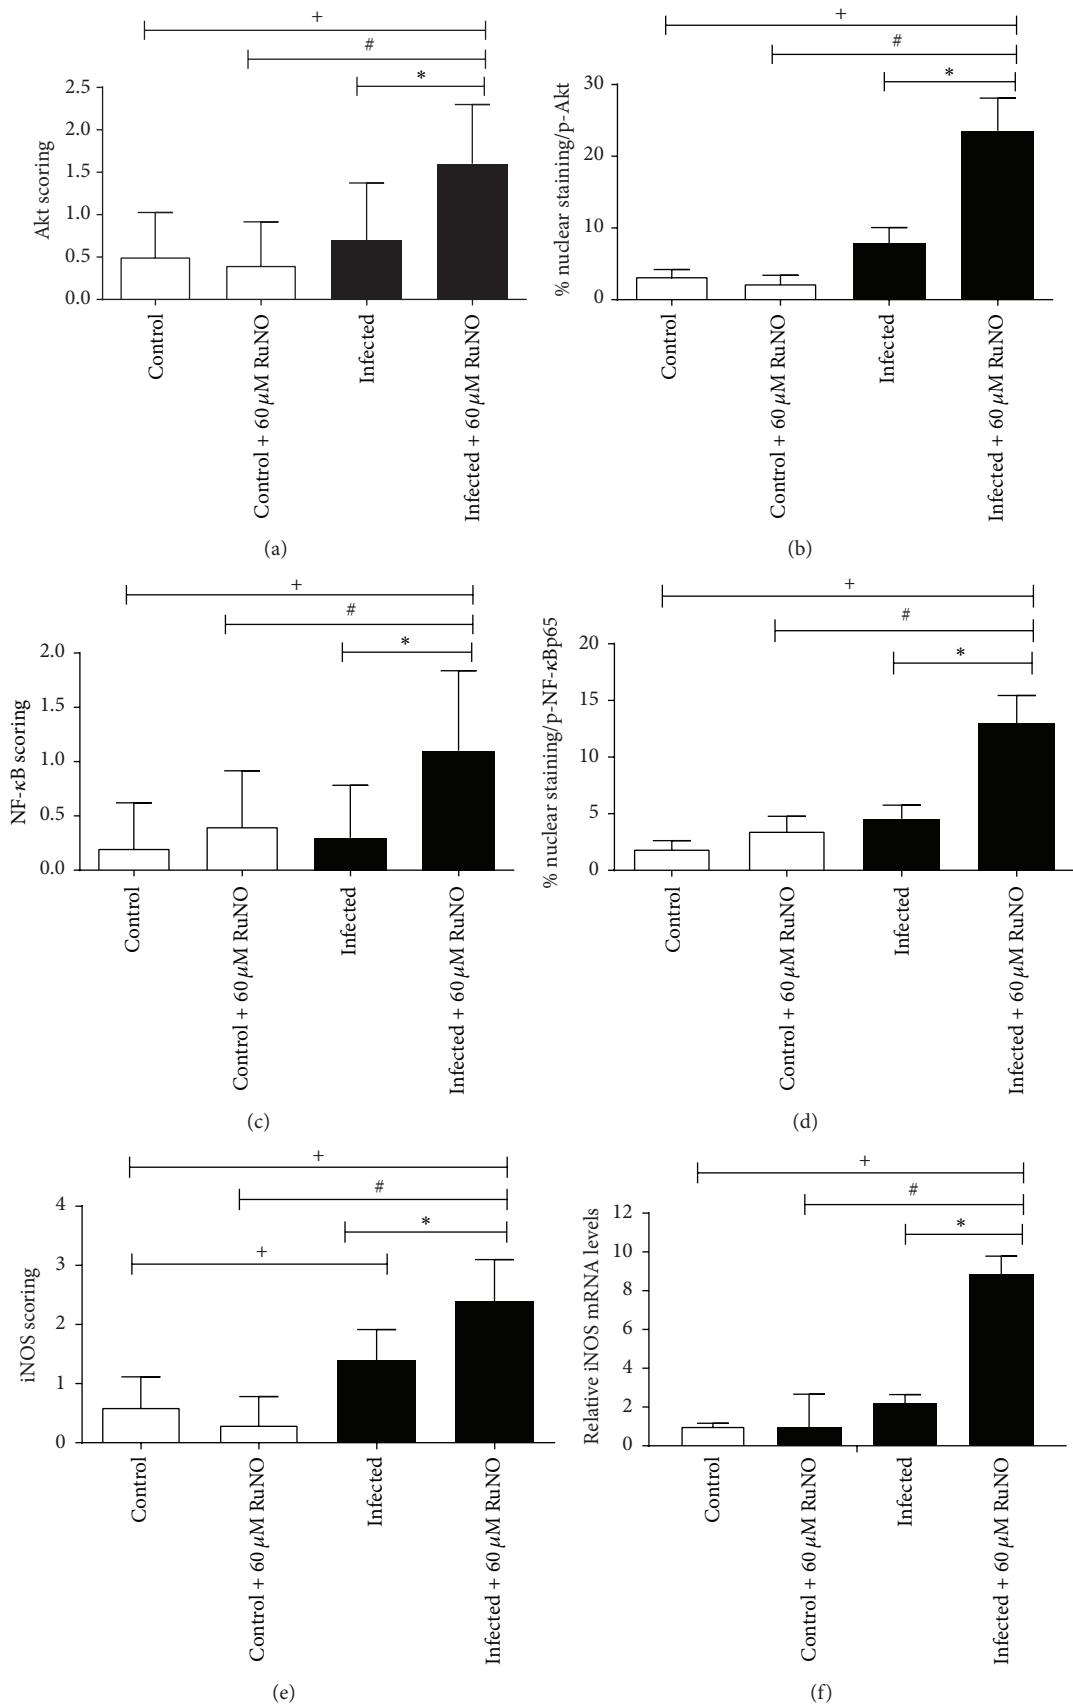 +
#
*
Akt scoring
2.5
2.0
1.5
1.0
0.5
0.0
Control
Control + 60 μM RuNO
Infected
Infected + 60 μM RuNO
(a)
+
#
*
% nuclear staining/p-Akt
30
20
10
0
Control
Control + 60 μM RuNO
Infected
Infected + 60 μM RuNO
(b)
+
#
*
NF-κB scoring
2.0
1.5
1.0
0.5
0.0
Control
Control + 60 μM RuNO
Infected
Infected + 60 μM RuNO
(c)
+
#
*
% nuclear staining/p-NF-κBp65
20
15
10
5
0
Control
Control + 60 μM RuNO
Infected
Infected + 60 μM RuNO
(d)
+
#
*
+
iNOS scoring
4
3
2
1
0
Control
Control + 60 μM RuNO
Infected
Infected + 60 μM RuNO
(e)
+
#
*
Relative iNOS mRNA levels
12
10
8
6
4
2
0
Control
Control + 60 μM RuNO
Infected
Infected + 60 μM RuNO
(f)